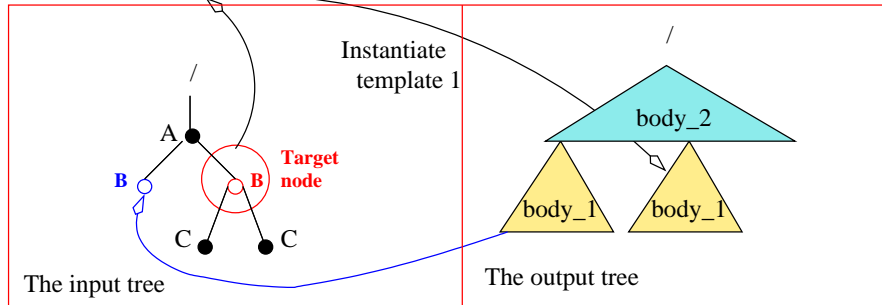 Instantiate
template 1
/
A
B
Target
node
B
C
C
The input tree
/
body_2
body_1
body_1
The output tree